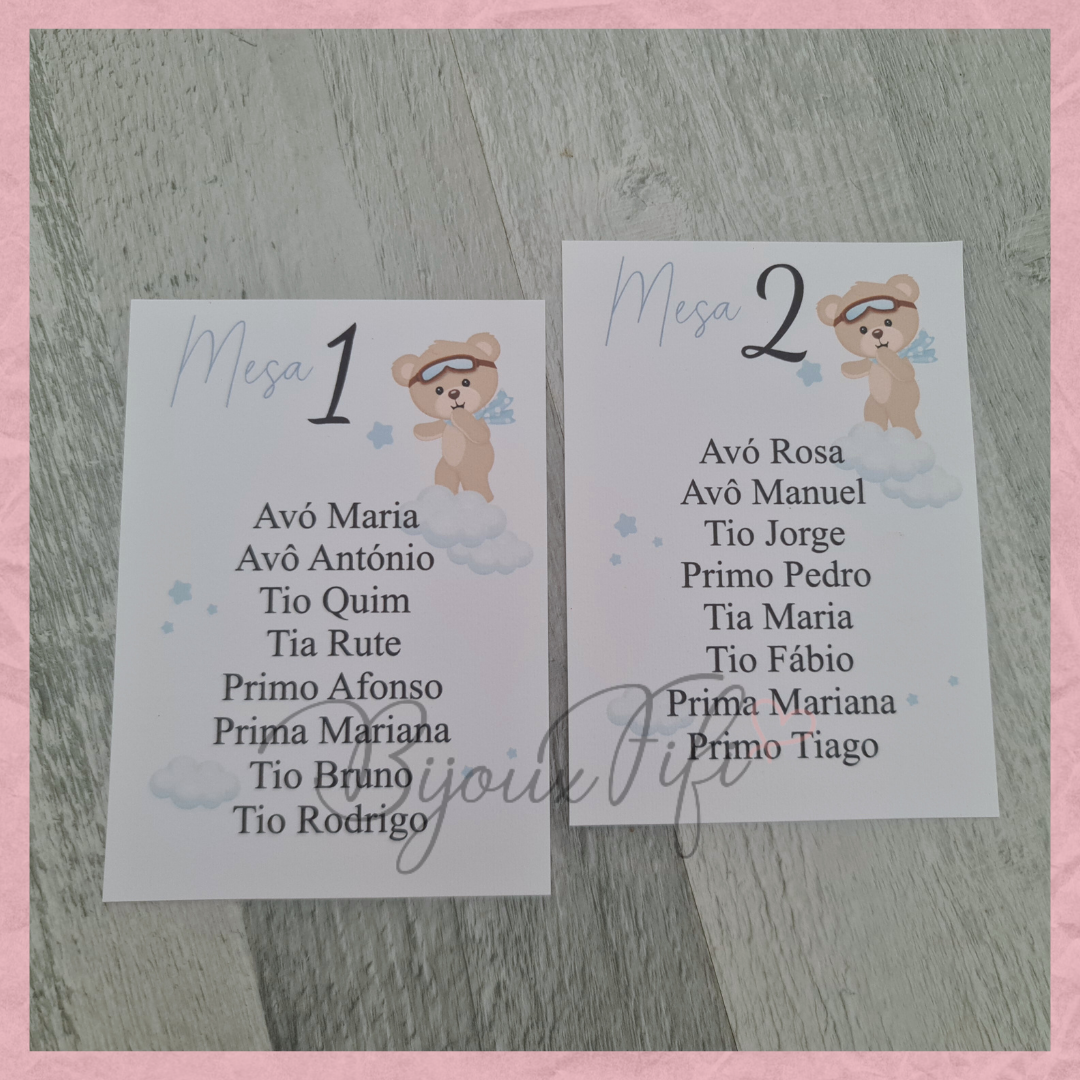 Mesa 1
Avó Maria
Avô António
Tio Quim
Tia Rute
Primo Afonso
Prima Mariana
Tio Bruno
Tio Rodrigo
Mesa 2
Avó Rosa
Avô Manuel
Tio Jorge
Primo Pedro
Tia Maria
Tio Fábio
Prima Mariana
Primo Tiago
Bijoux Fifi